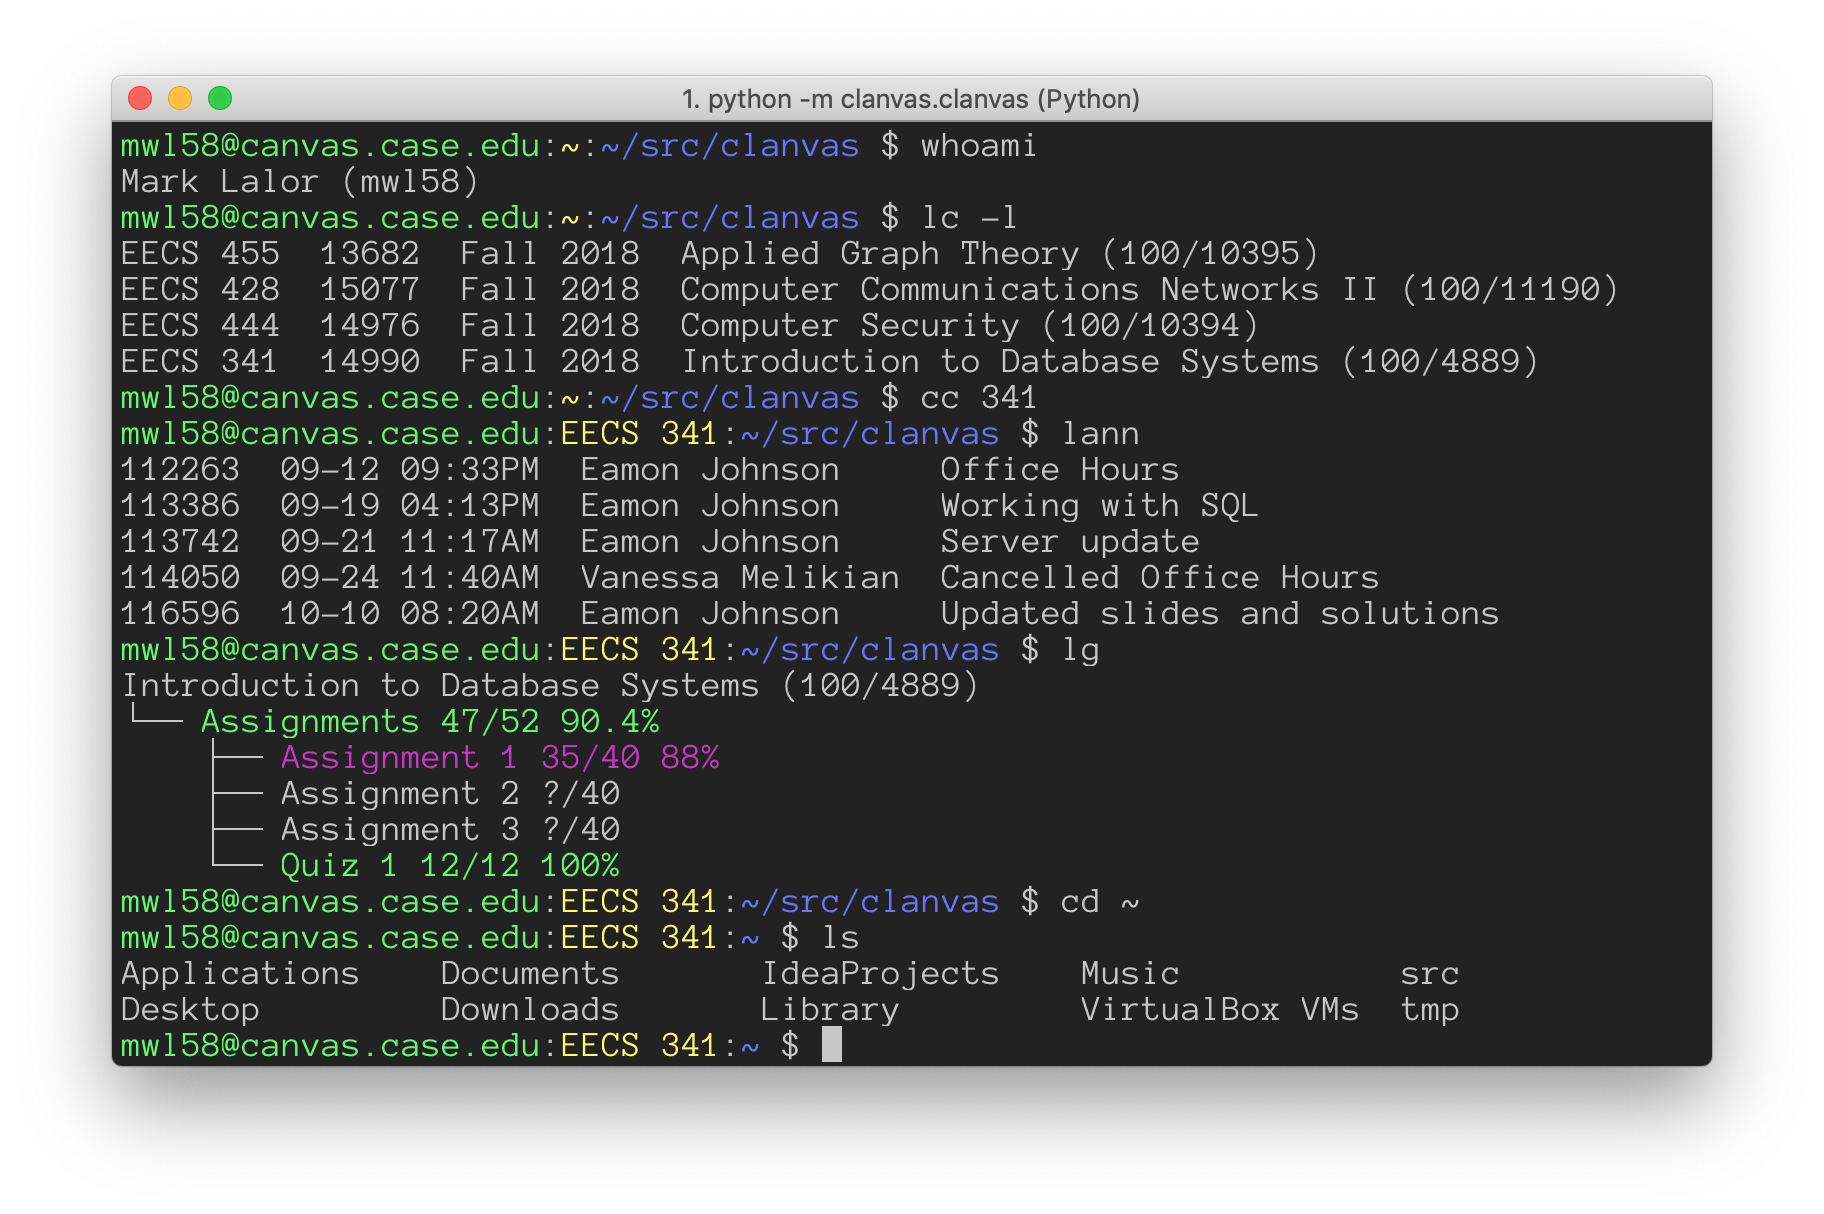 1. python -m clanvas.clanvas (Python)
mwl58@canvas.case.edu:~:~/src/clanvas $ whoami
Mark Lalor (mwl58)
mwl58@canvas.case.edu:~:~/src/clanvas $ lc -l
EECS 455  13682  Fall 2018  Applied Graph Theory (100/10395)
EECS 428  15077  Fall 2018  Computer Communications Networks II (100/11190)
EECS 444  14976  Fall 2018  Computer Security (100/10394)
EECS 341  14990  Fall 2018  Introduction to Database Systems (100/4889)
mwl58@canvas.case.edu:~:~/src/clanvas $ cc 341
mwl58@canvas.case.edu:EECS 341:~/src/clanvas $ lann
112263  09-12 09:33PM  Eamon Johnson     Office Hours
113386  09-19 04:13PM  Eamon Johnson     Working with SQL
113742  09-21 11:17AM  Eamon Johnson     Server update
114050  09-24 11:40AM  Vanessa Melikian  Cancelled Office Hours
116596  10-10 08:20AM  Eamon Johnson     Updated slides and solutions
mwl58@canvas.case.edu:EECS 341:~/src/clanvas $ lg
Introduction to Database Systems (100/4889)
└── Assignments 47/52 90.4%
    ├── Assignment 1 35/40 88%
    ├── Assignment 2 ?/40
    ├── Assignment 3 ?/40
    └── Quiz 1 12/12 100%
mwl58@canvas.case.edu:EECS 341:~/src/clanvas $ cd ~
mwl58@canvas.case.edu:EECS 341:~ $ ls
Applications    Documents       IdeaProjects    Music           src
Desktop         Downloads       Library         VirtualBox VMs  tmp
mwl58@canvas.case.edu:EECS 341:~ $